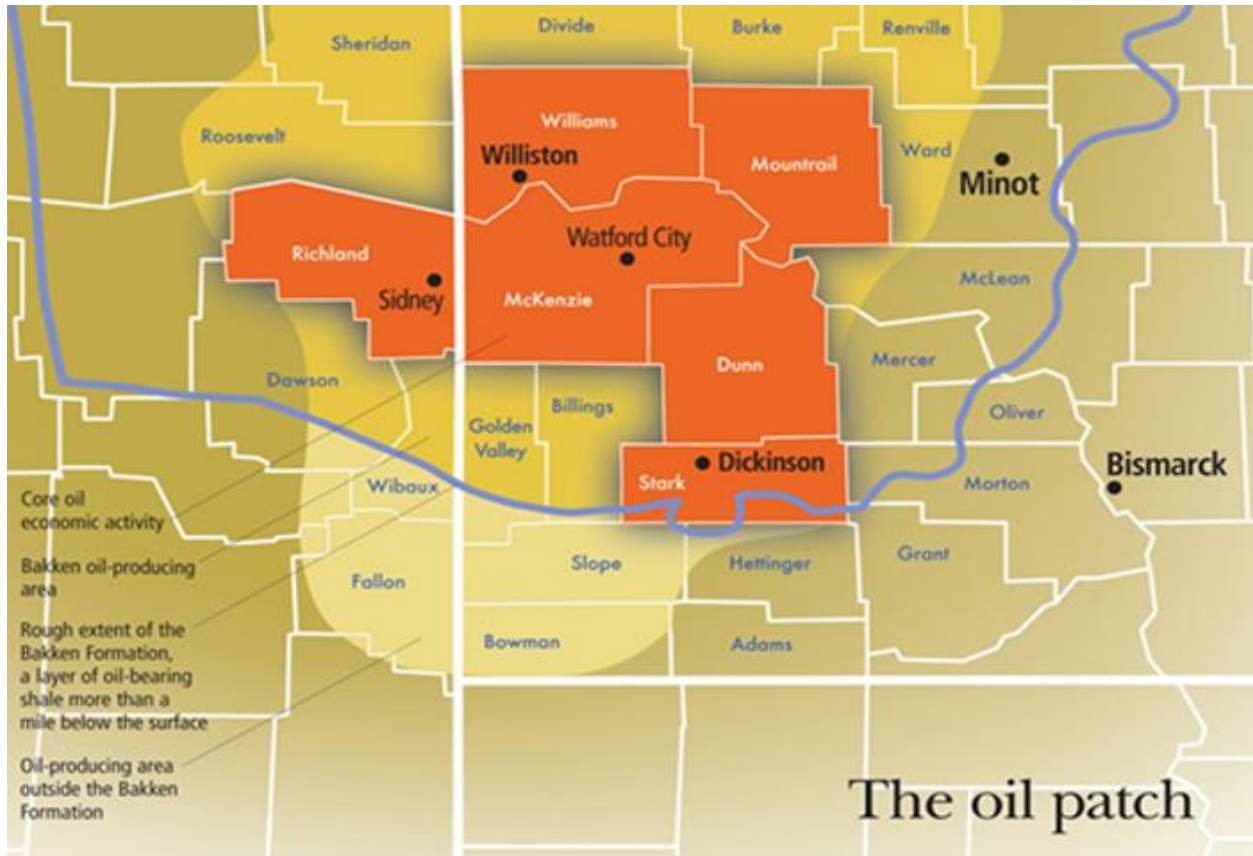 Divide
Burke
Renville
Sheridan
Williams
Roosevelt
Williston
Mountrail
Ward
Minot
Richland
Watford City
Sidney
McKenzie
McLean
Dunn
Mercer
Dawson
Billings
Golden
Valley
Oliver
Stark
Dickinson
Bismarck
Wibaux
Morton
Core oil
economic activity
Bakken oil-producing
area
Fallon
Slope
Hettinger
Grant
Rough extent of the
Bakken Formation,
a layer of oil-bearing
shale more than a
mile below the surface
Bowman
Adams
Oil-producing area
outside the Bakken
Formation
The oil patch